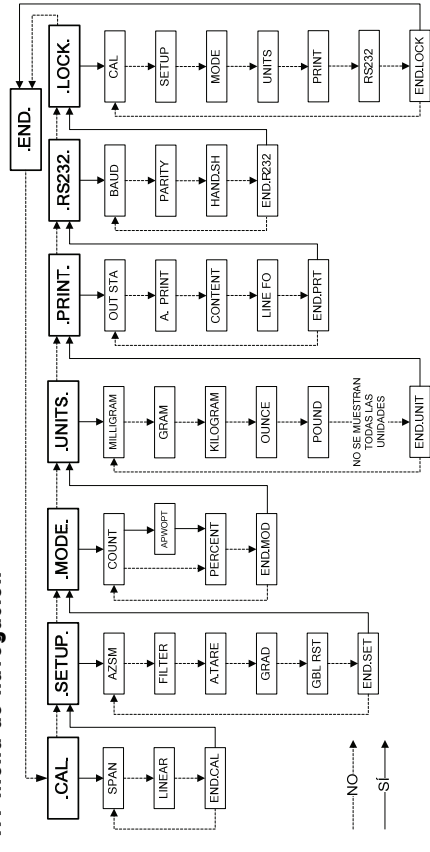 .END.
.CAL.
.SETUP.
.MODE.
.UNITS.
.PRINT.
.RS232.
.LOCK.
SPAN
LINEAR
END.CAL
AZSM
FILTER
A.TARE
GRAD
GBL RST
END.SET
COUNT
APWOPT
PERCENT
END.MOD
MILLIGRAM
GRAM
KILOGRAM
OUNCE
POUND
NO SE MUESTRAN
TODAS LAS
UNIDADES
END.UNIT
OUT STA
A. PRINT
CONTENT
LINE FO
END.PRT
BAUD
PARITY
HAND.SH
END.R232
CAL
SETUP
MODE
UNITS
PRINT
RS232
END.LOCK
NO
SÍ